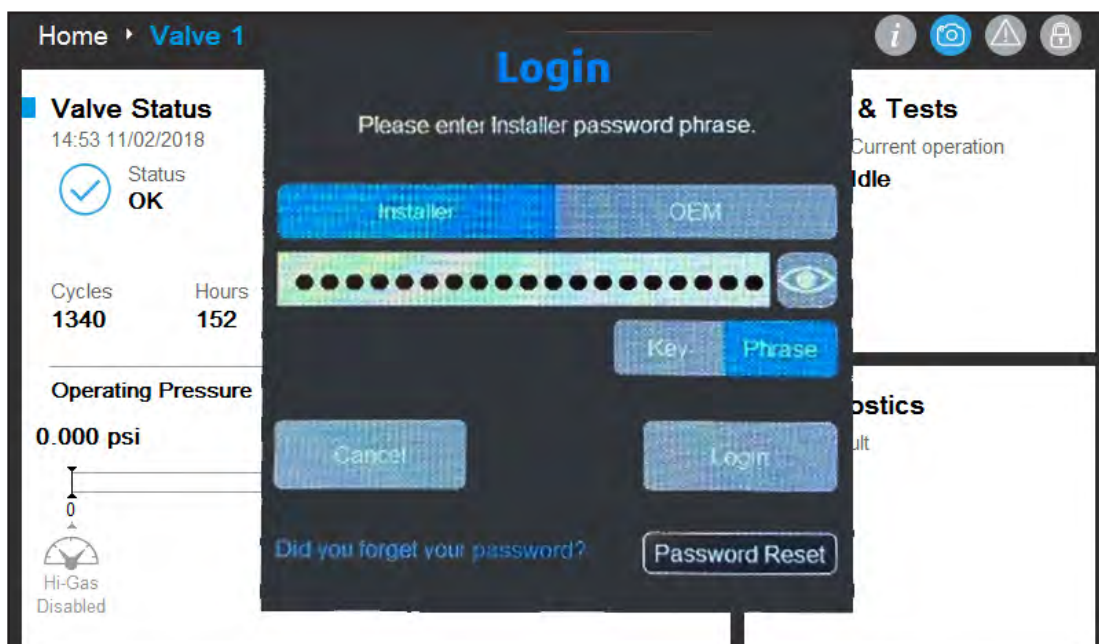 Home Valve 1
Login
Please enter Installer password phrase.
Valve Status
14:53 11/02/2018
Status
OK
Cycles
1340
Hours
152
Operating Pressure
0.000 psi
0
Hi-Gas
Disabled
Installer
OEM
Key
Phrase
Cancel
Login
Did you forget your password?
Password Reset
& Tests
Current operation
Idle